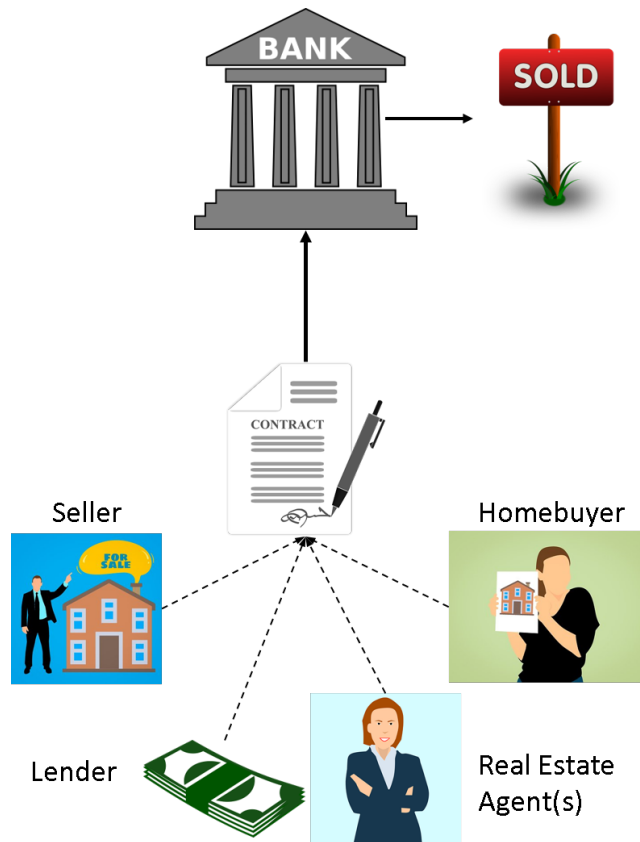 BANK
SOLD
CONTRACT
Seller
Homebuyer
FOR
SALE
Lender
Real Estate
Agent(s)